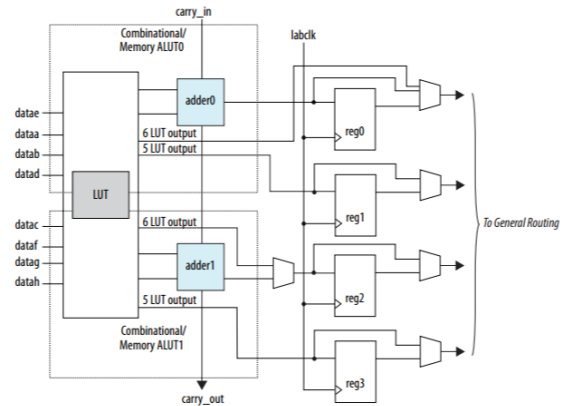 carry_in
Combinational/
Memory ALUT0
labclk
adder0
datae
dataa
datab
datad
6 LUT output
5 LUT output
reg0
LUT
reg1
datac
dataf
datag
datah
6 LUT output
adder1
5 LUT output
reg2
To General Routing
Combinational/
Memory ALUT1
reg3
carry_out